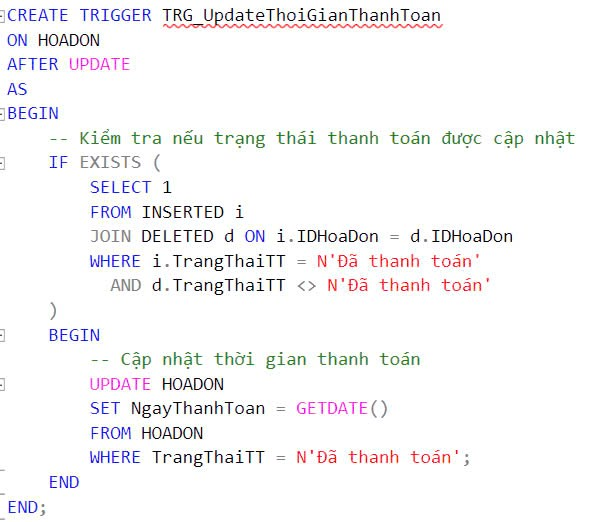 CREATE TRIGGER TRG_UpdateThoiGianThanhToan
ON HOADON
AFTER UPDATE
AS
BEGIN
    -- Kiểm tra nếu trạng thái thanh toán được cập nhật
    IF EXISTS (
        SELECT 1
        FROM INSERTED i
        JOIN DELETED d ON i.IDHoaDon = d.IDHoaDon
        WHERE i.TrangThaiTT = N'Đã thanh toán'
          AND d.TrangThaiTT <> N'Đã thanh toán'
    )
    BEGIN
        -- Cập nhật thời gian thanh toán
        UPDATE HOADON
        SET NgayThanhToan = GETDATE()
        FROM HOADON
        WHERE TrangThaiTT = N'Đã thanh toán';
    END
END;